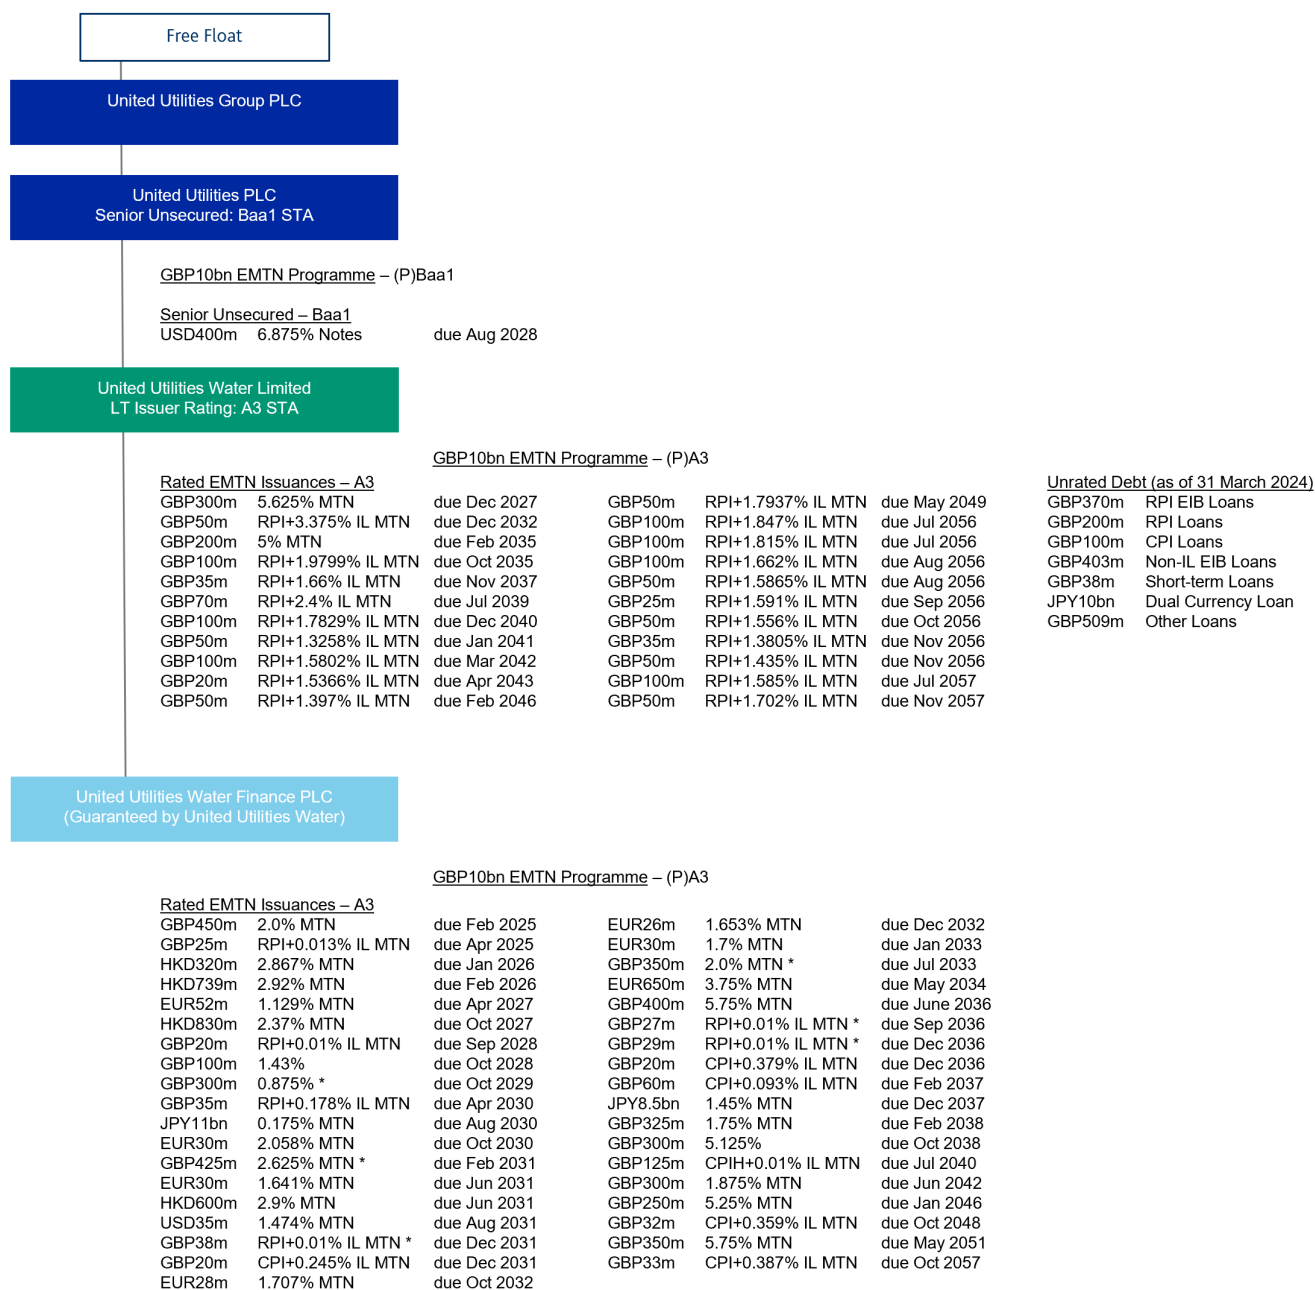 Free Float
United Utilities Group PLC
United Utilities PLC
Senior Unsecured: Baa1 STA
GBP10bn EMTN Programme – (P)Baa1
Senior Unsecured – Baa1
USD400m 6.875% Notes due Aug 2028
United Utilities Water Limited
LT Issuer Rating: A3 STA
GBP10bn EMTN Programme – (P)A3
Rated EMTN Issuances – A3
GBP300m 5.625% MTN due Dec 2027
GBP50m RPI+3.375% IL MTN due Dec 2032
GBP200m 5% MTN due Feb 2035
GBP100m RPI+1.9799% IL MTN due Oct 2035
GBP35m RPI+1.66% IL MTN due Nov 2037
GBP70m RPI+2.4% IL MTN due Jul 2039
GBP100m RPI+1.7829% IL MTN due Dec 2040
GBP50m RPI+1.3258% IL MTN due Jan 2041
GBP100m RPI+1.5802% IL MTN due Mar 2042
GBP20m RPI+1.5366% IL MTN due Apr 2043
GBP50m RPI+1.397% IL MTN due Feb 2046
GBP50m RPI+1.7937% IL MTN due May 2049
GBP100m RPI+1.847% IL MTN due Jul 2056
GBP100m RPI+1.815% IL MTN due Jul 2056
GBP100m RPI+1.662% IL MTN due Aug 2056
GBP50m RPI+1.5865% IL MTN due Aug 2056
GBP25m RPI+1.591% IL MTN due Sep 2056
GBP50m RPI+1.556% IL MTN due Oct 2056
GBP35m RPI+1.3805% IL MTN due Nov 2056
GBP50m RPI+1.435% IL MTN due Nov 2056
GBP100m RPI+1.585% IL MTN due Jul 2057
GBP50m RPI+1.702% IL MTN due Nov 2057
Unrated Debt (as of 31 March 2024)
GBP370m RPI EIB Loans
GBP200m RPI Loans
GBP100m CPI Loans
GBP403m Non-IL EIB Loans
GBP38m Short-term Loans
JPY10bn Dual Currency Loan
GBP509m Other Loans
United Utilities Water Finance PLC
(Guaranteed by United Utilities Water)
GBP10bn EMTN Programme – (P)A3
Rated EMTN Issuances – A3
GBP450m 2.0% MTN due Feb 2025
GBP25m RPI+0.013% IL MTN due Apr 2025
HKD320m 2.867% MTN due Jan 2026
HKD739m 2.92% MTN due Feb 2026
EUR52m 1.129% MTN due Apr 2027
HKD830m 2.37% MTN due Oct 2027
GBP20m RPI+0.01% IL MTN due Sep 2028
GBP100m 1.43% due Oct 2028
GBP300m 0.875% * due Oct 2029
GBP35m RPI+0.178% IL MTN due Apr 2030
JPY11bn 0.175% MTN due Aug 2030
EUR30m 2.058% MTN due Oct 2030
GBP425m 2.625% MTN * due Feb 2031
EUR30m 1.641% MTN due Jun 2031
HKD600m 2.9% MTN due Jun 2031
USD35m 1.474% MTN due Aug 2031
GBP38m RPI+0.01% IL MTN * due Dec 2031
GBP20m CPI+0.245% IL MTN due Dec 2031
EUR28m 1.707% MTN due Oct 2032
EUR26m 1.653% MTN due Dec 2032
EUR30m 1.7% MTN due Jan 2033
GBP350m 2.0% MTN * due Jul 2033
EUR650m 3.75% MTN due May 2034
GBP400m 5.75% MTN due June 2036
GBP27m RPI+0.01% IL MTN * due Sep 2036
GBP29m RPI+0.01% IL MTN * due Dec 2036
GBP20m CPI+0.379% IL MTN due Dec 2036
GBP60m CPI+0.093% IL MTN due Feb 2037
JPY8.5bn 1.45% MTN due Dec 2037
GBP325m 1.75% MTN due Feb 2038
GBP300m 5.125% due Oct 2038
GBP125m CPIH+0.01% IL MTN due Jul 2040
GBP300m 1.875% MTN due Jun 2042
GBP250m 5.25% MTN due Jan 2046
GBP32m CPI+0.359% IL MTN due Oct 2048
GBP350m 5.75% MTN due May 2051
GBP33m CPI+0.387% IL MTN due Oct 2057